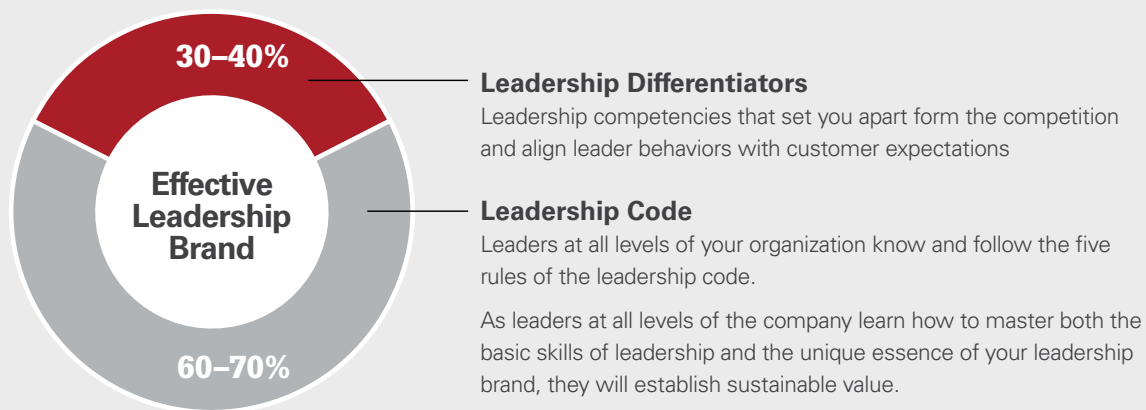 30–40%
Effective
Leadership
Brand
60–70%
Leadership Differentiators
Leadership competencies that set you apart form the competition
and align leader behaviors with customer expectations
Leadership Code
Leaders at all levels of your organization know and follow the five
rules of the leadership code.
As leaders at all levels of the company learn how to master both the
basic skills of leadership and the unique essence of your leadership
brand, they will establish sustainable value.